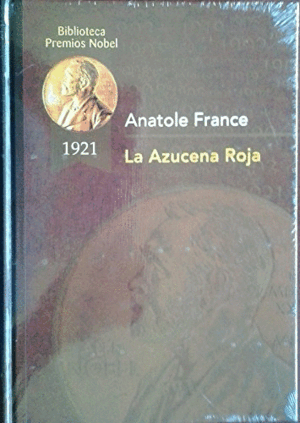 Biblioteca
Premios Nobel
1921
Anatole France
La Azucena Roja